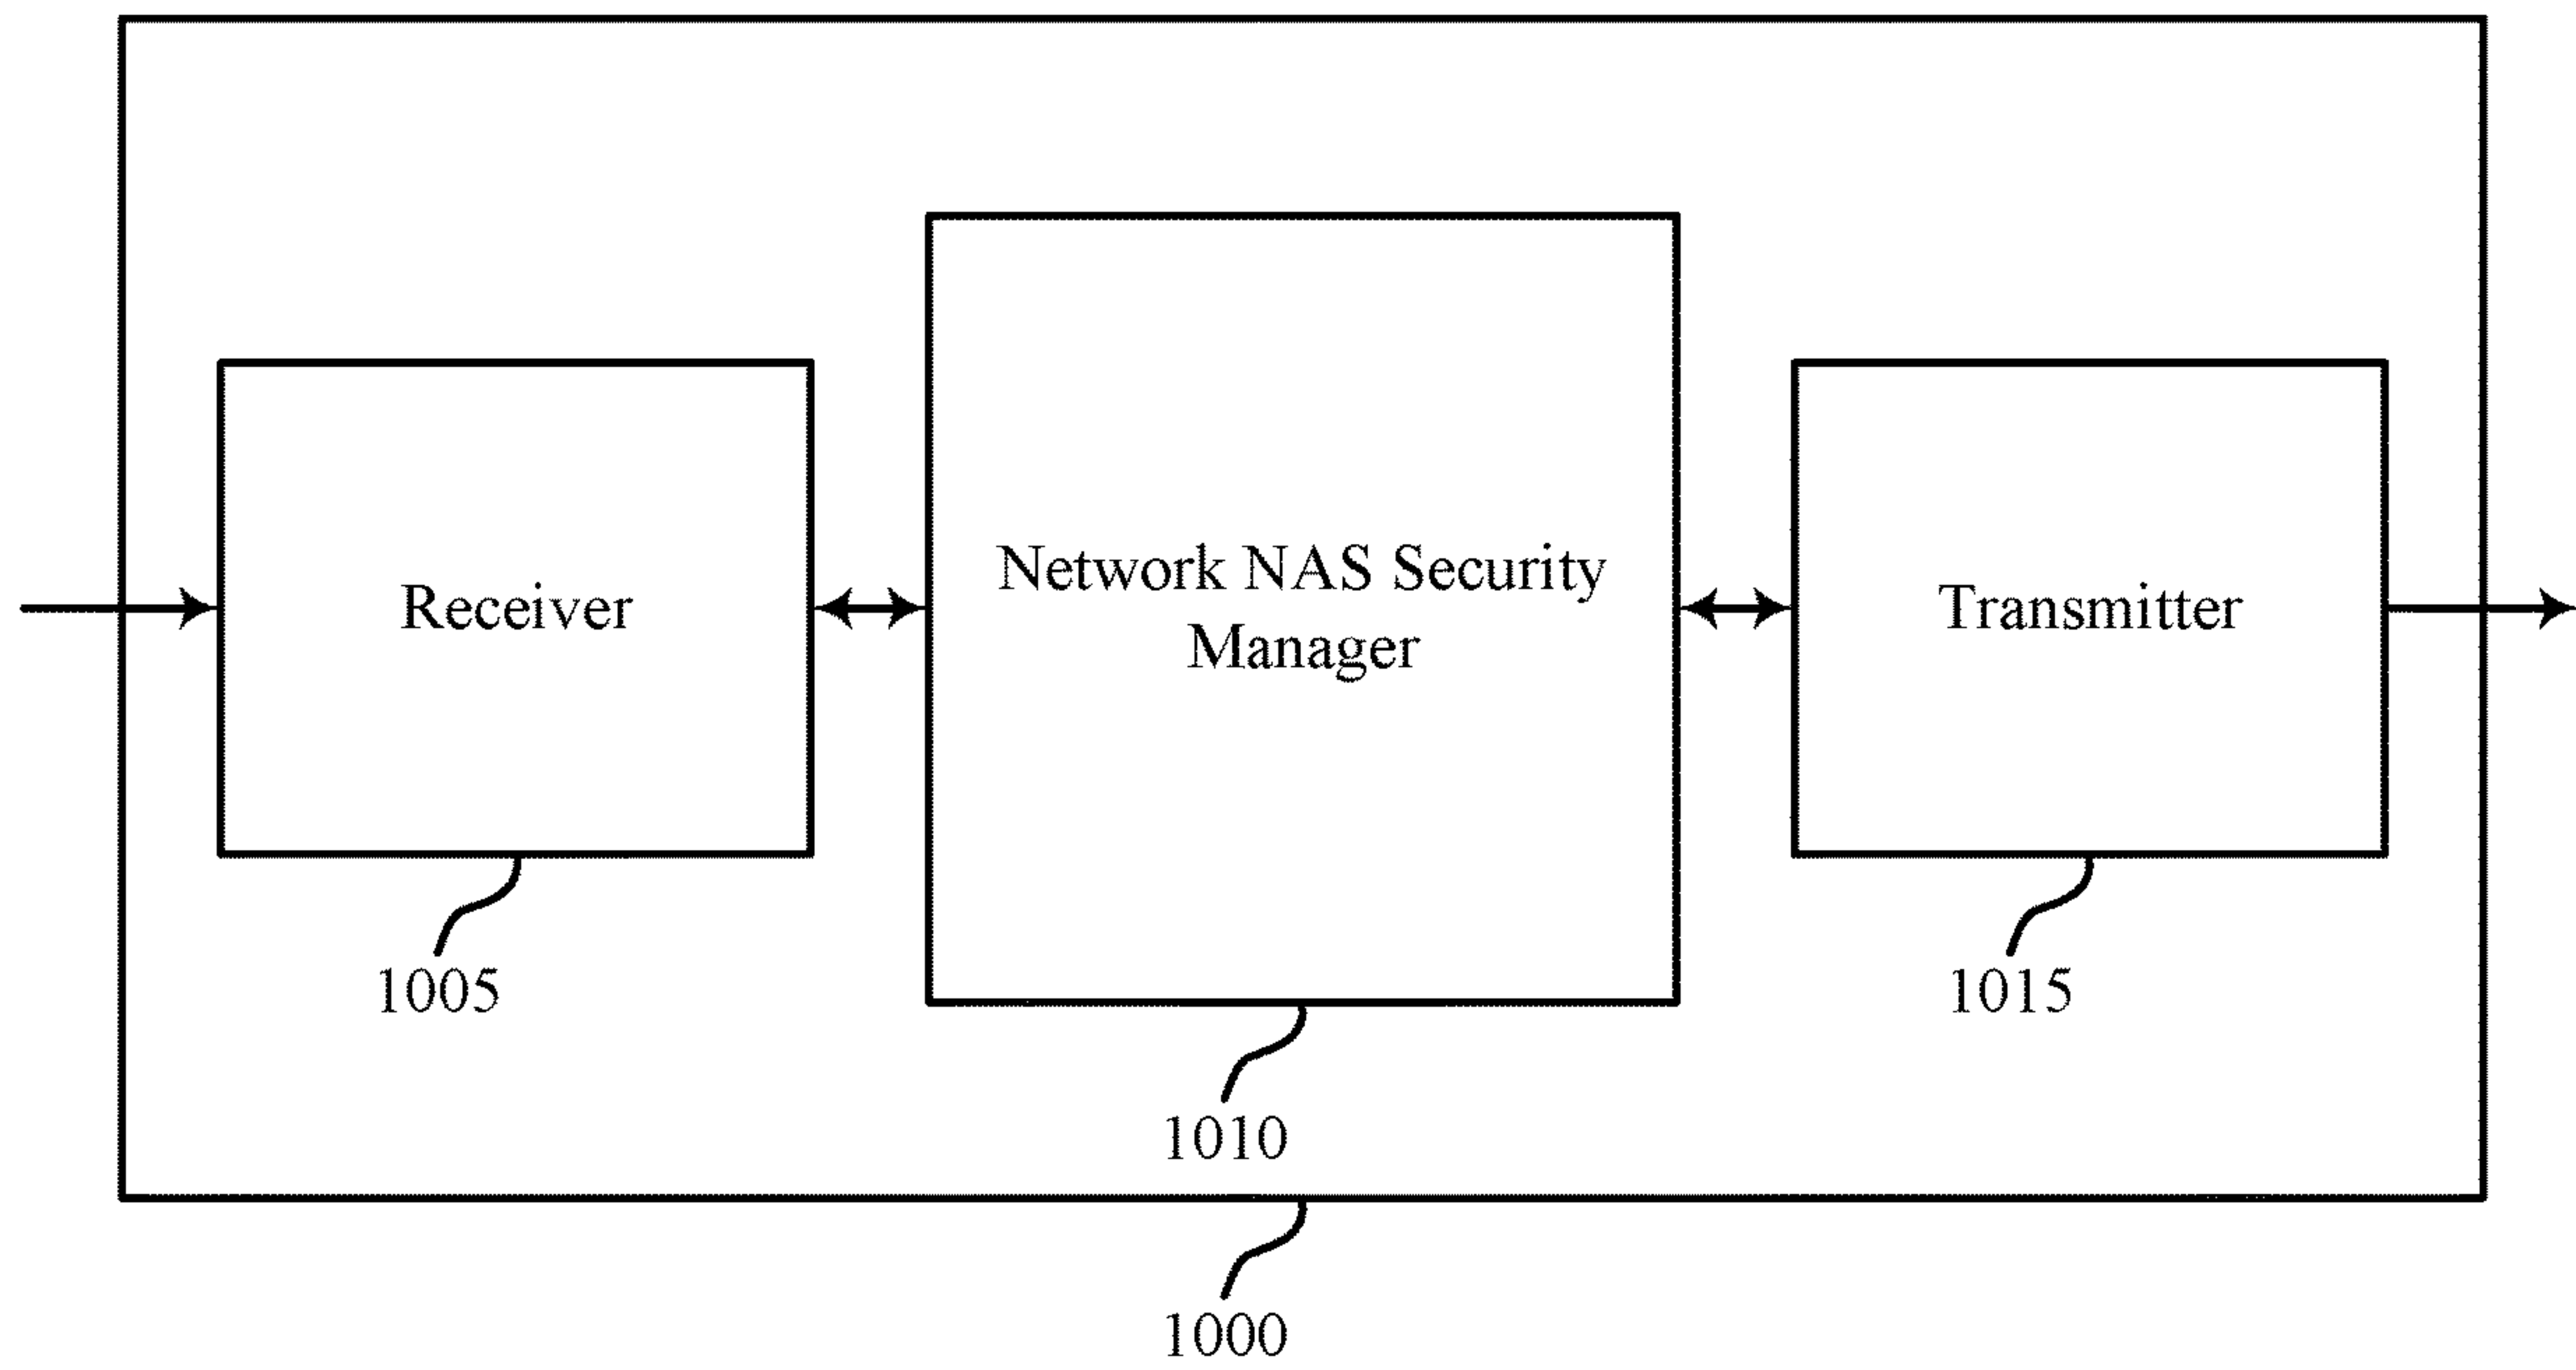 Receiver
Network NAS Security
Manager
Transmitter
1005
1015
1010
1000